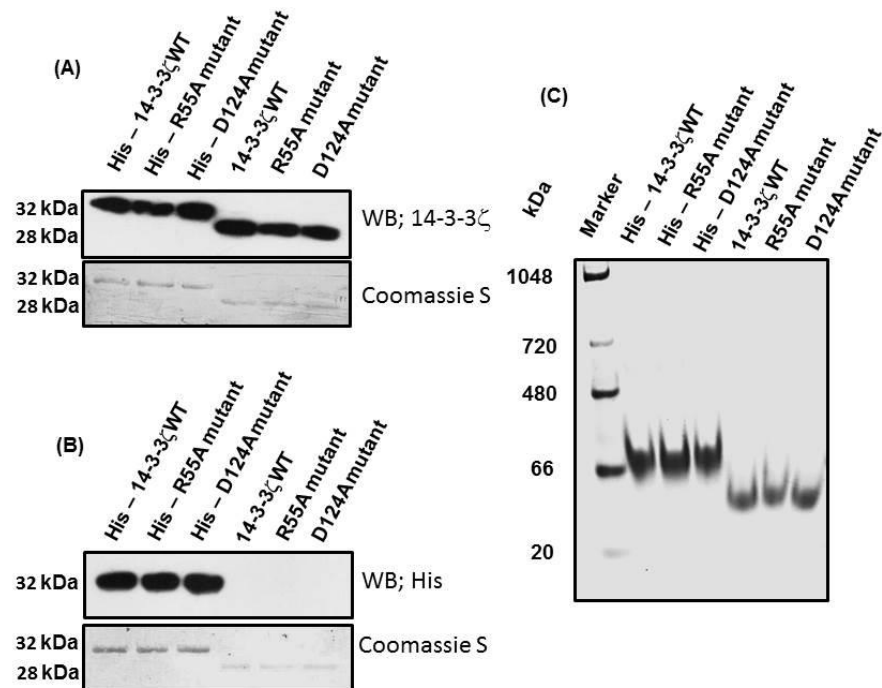 (A)
His – 14-3-3ζWT
His – R55A mutant
His – D124A mutant
14-3-3ζWT
R55A mutant
D124A mutant
32 kDa
28 kDa
WB; 14-3-3ζ
32 kDa
28 kDa
Coomassie S
(B)
His – 14-3-3ζWT
His – R55A mutant
His – D124A mutant
14-3-3ζWT
R55A mutant
D124A mutant
32 kDa
WB; His
32 kDa
28 kDa
Coomassie S
(C)
kDa
Marker
His – 14-3-3ζWT
His – R55A mutant
His – D124A mutant
14-3-3ζWT
R55A mutant
D124A mutant
1048
720
480
66
20